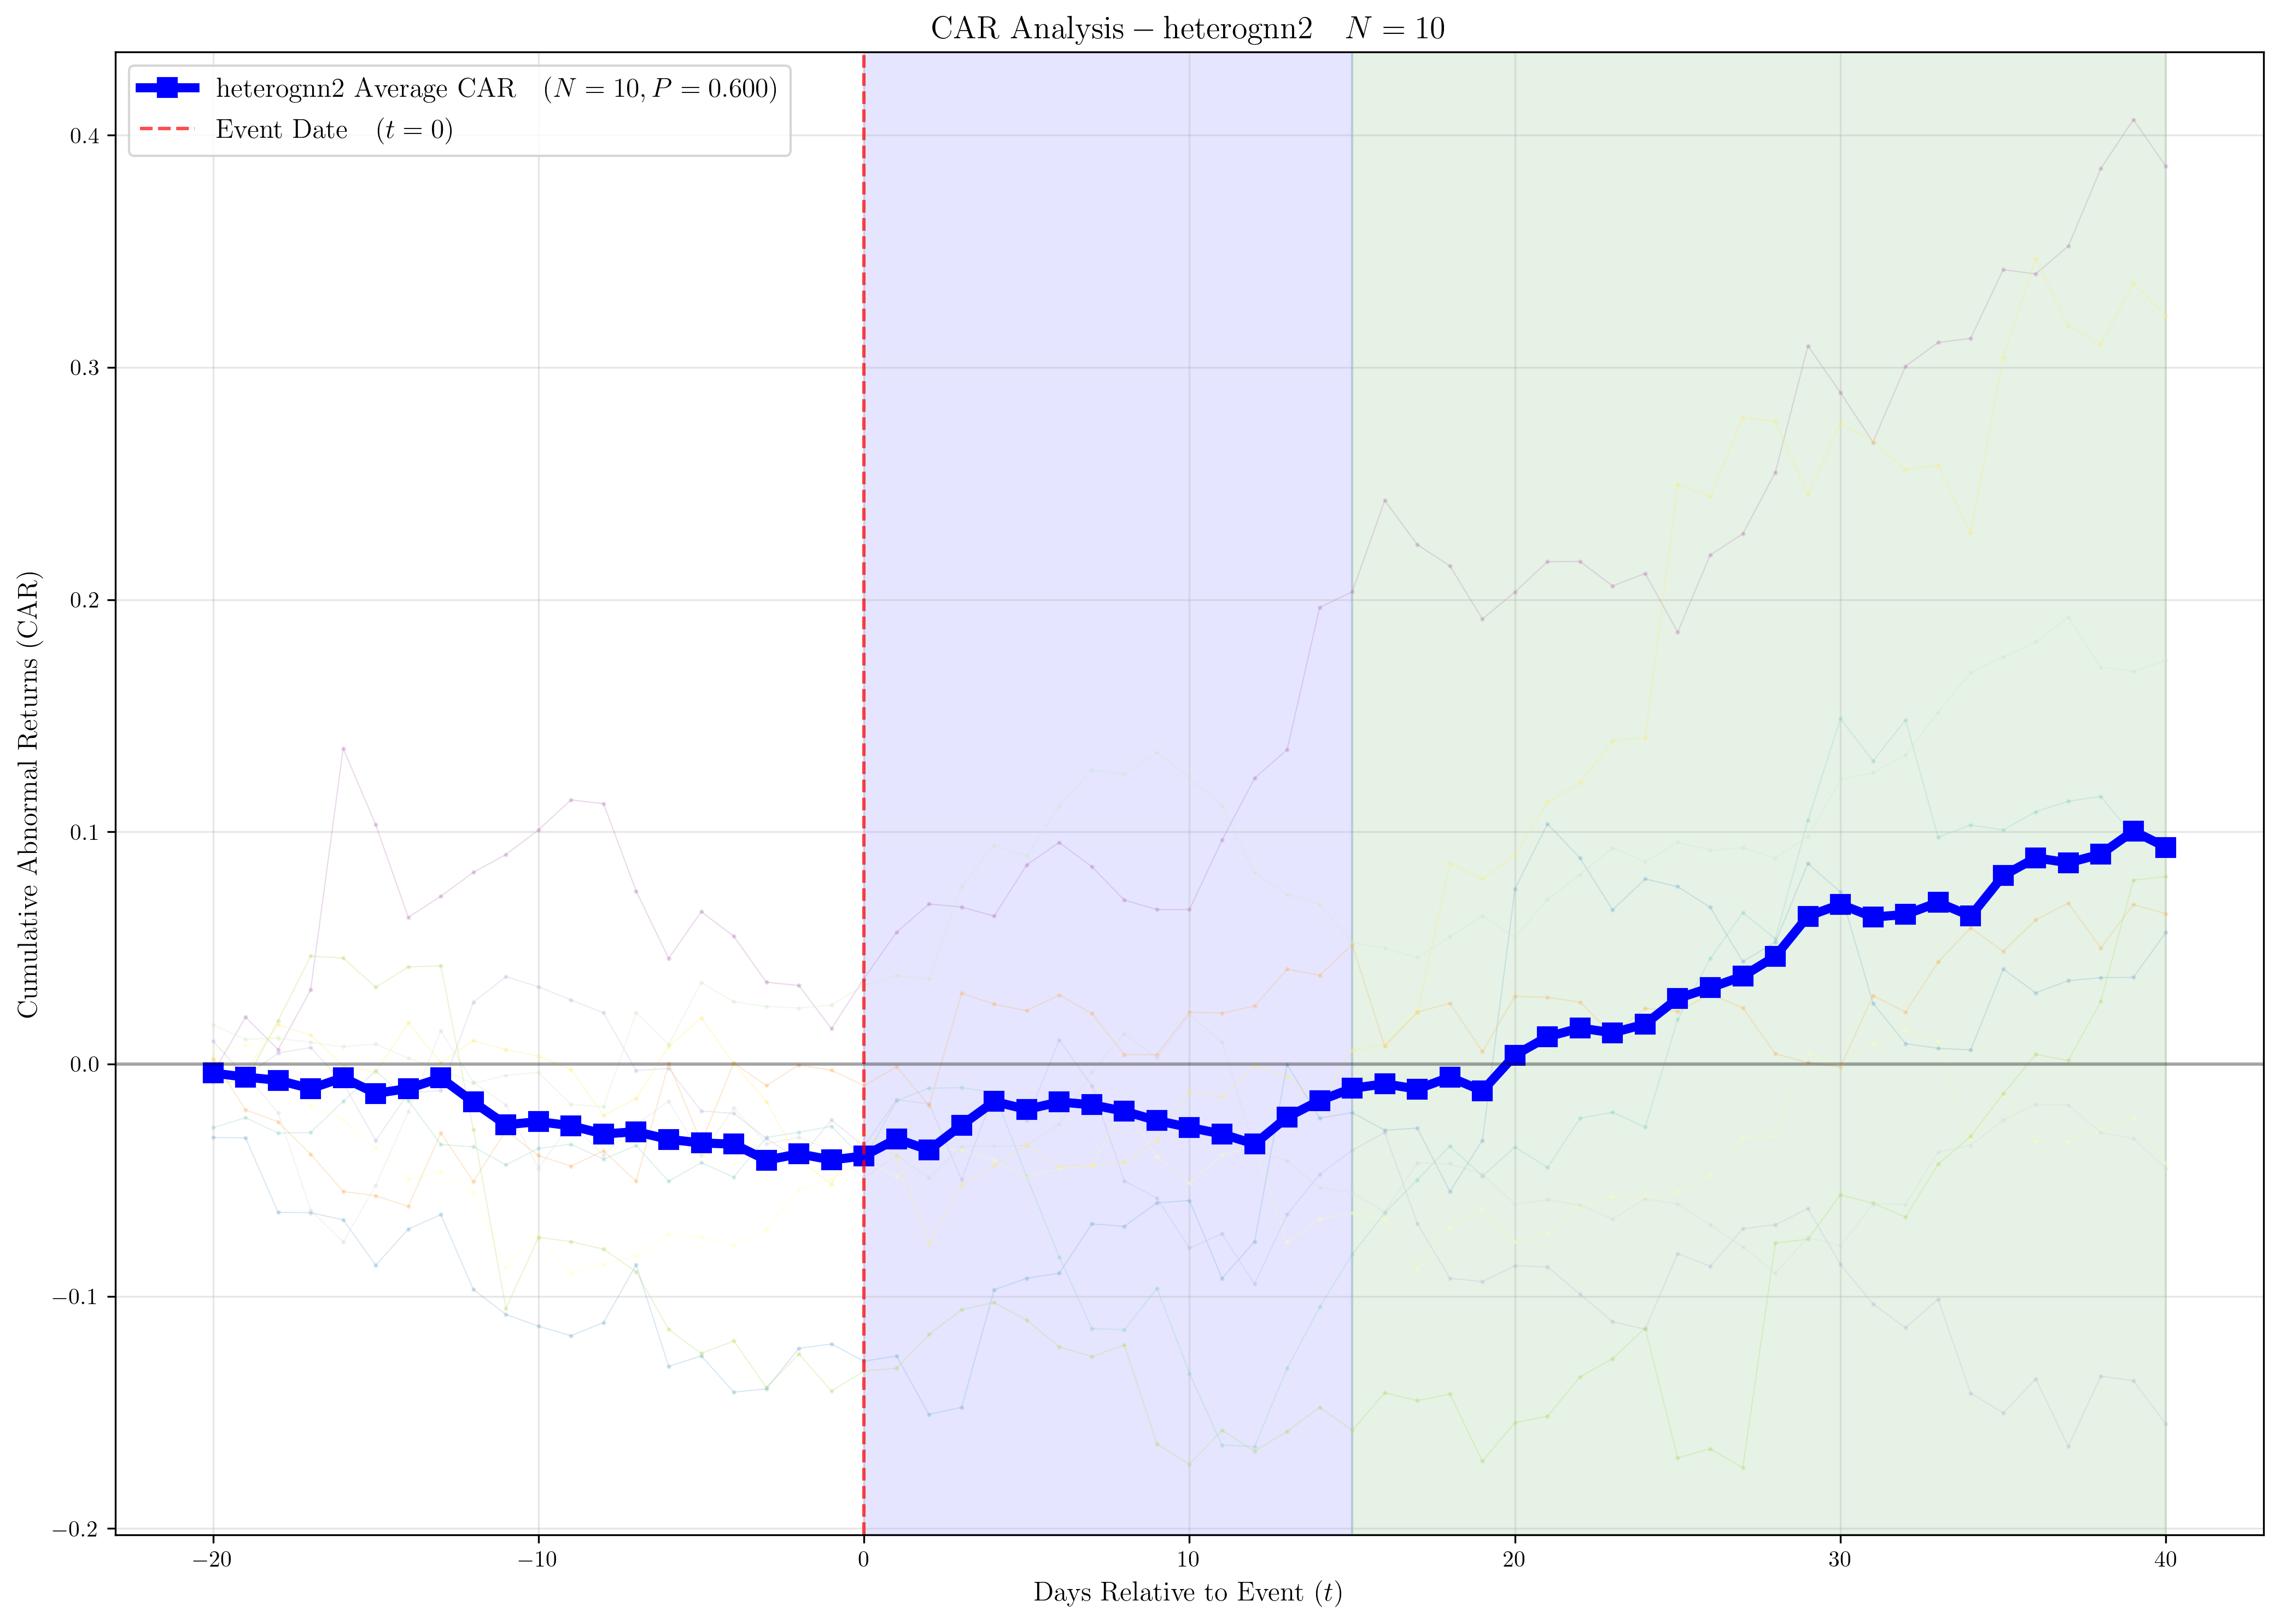 CAR Analysis – heterognn2 N = 10
heterognn2 Average CAR (N = 10, P = 0.600)
Event Date (t = 0)
Cumulative Abnormal Returns (CAR)
0.4
0.3
0.2
0.1
0.0
−0.1
−0.2
−20 −10 0 10 20 30 40
Days Relative to Event (t)